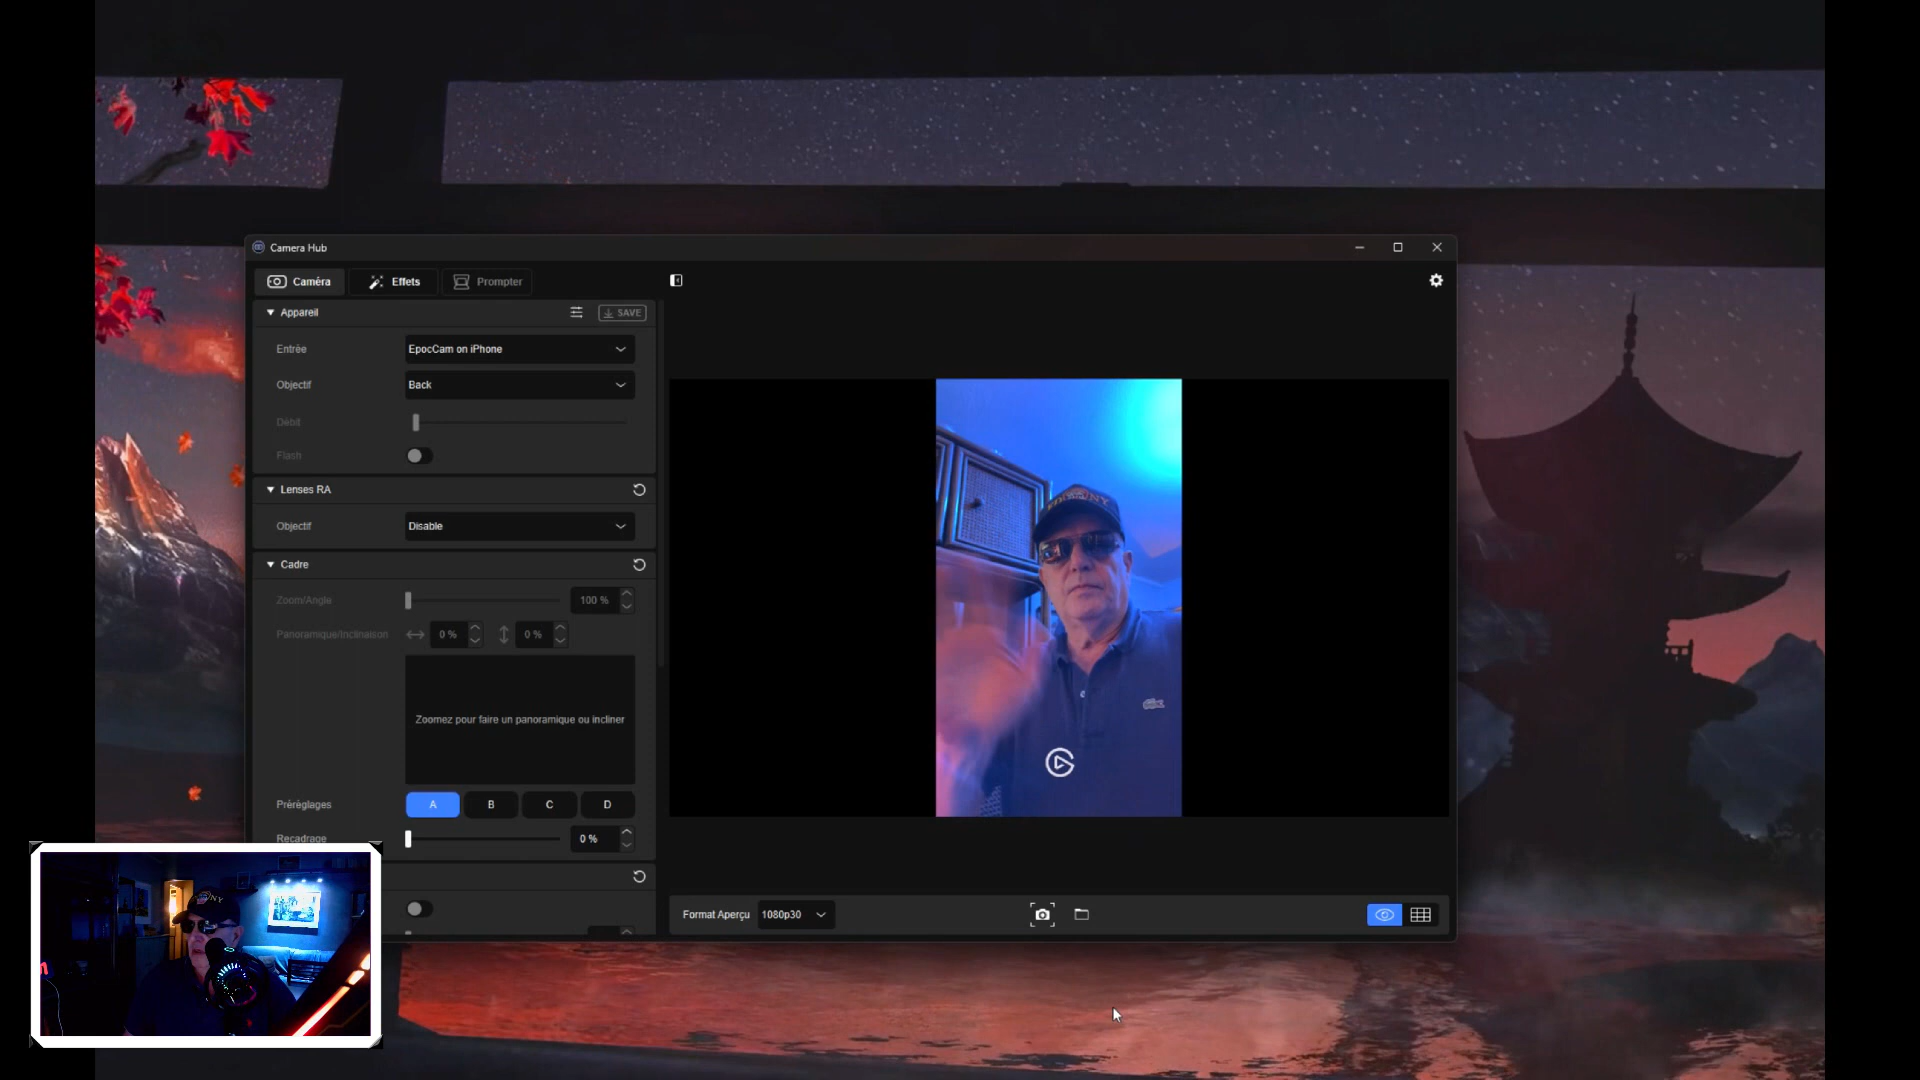 Camera Hub
Caméra
Effets
Prompter
Appareil
SAVE
Entrée
EpocCam on iPhone
Objectif
Back
Débit
Flash
Lenses RA
Objectif
Disable
Cadre
Zoom/Angle
100 %
Panoramique/Inclinaison
0 %
0 %
Zoomez pour faire un panoramique ou incliner
Préréglages
A
B
C
D
Recadrage
0 %
Format Aperçu
1080p30
NY